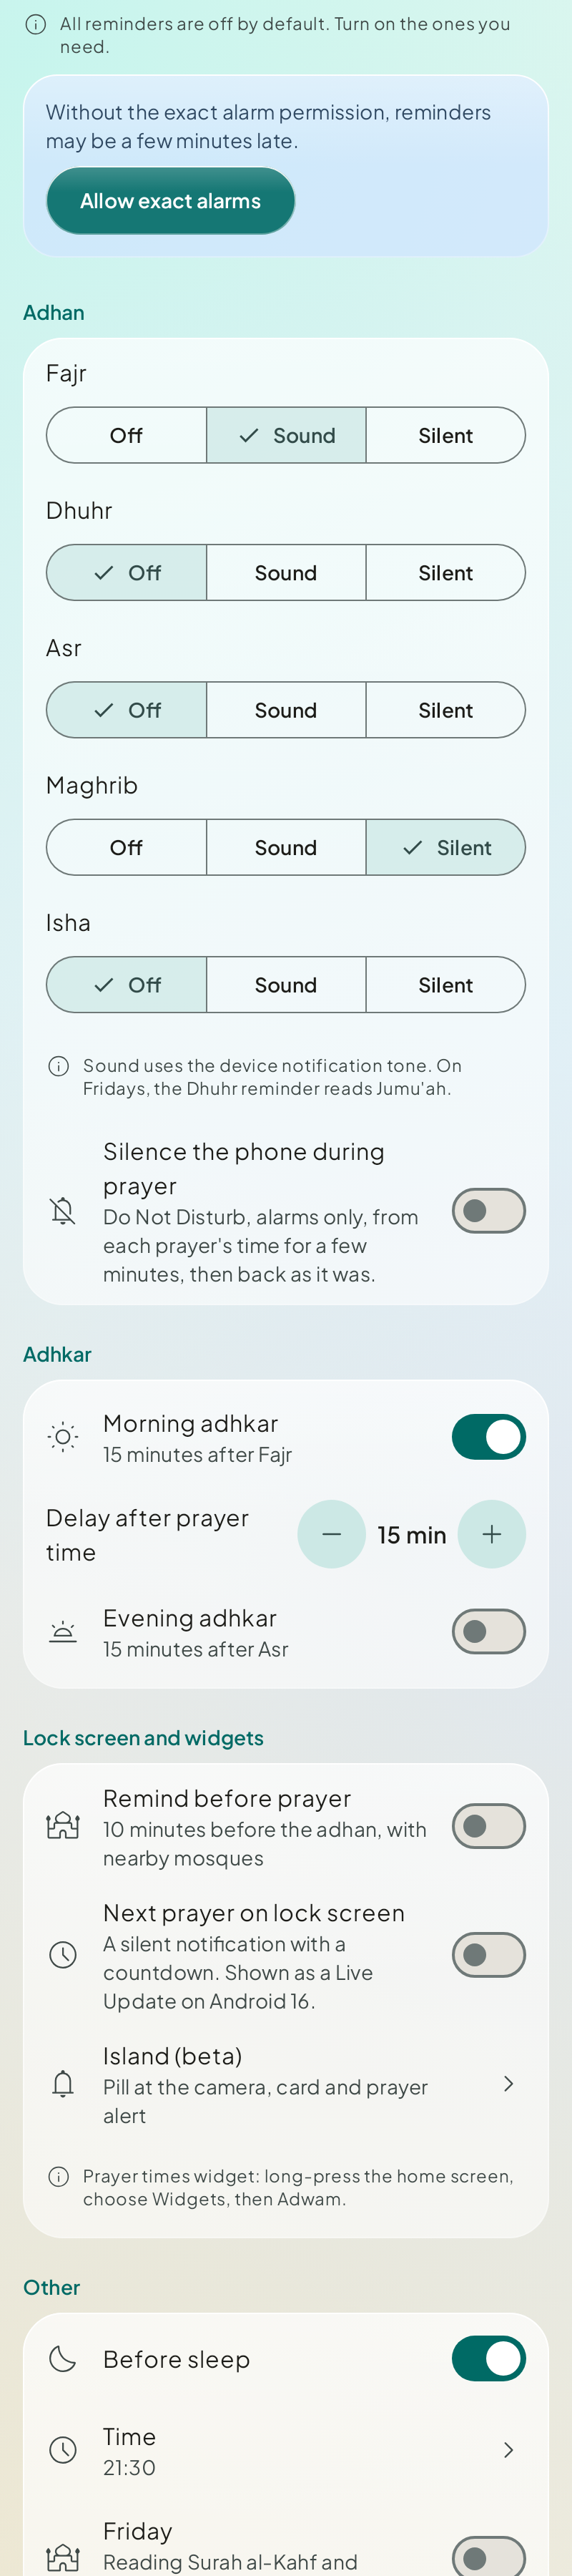 All reminders are off by default. Turn on the ones you
need.
Without the exact alarm permission, reminders
may be a few minutes late.
Allow exact alarms
Adhan
Fajr
Off
Sound
Silent
Dhuhr
Off
Sound
Silent
Asr
Off
Sound
Silent
Maghrib
Off
Sound
Silent
Isha
Off
Sound
Silent
Sound uses the device notification tone. On
Fridays, the Dhuhr reminder reads Jumu'ah.
Silence the phone during
prayer
Do Not Disturb, alarms only, from
each prayer's time for a few
minutes, then back as it was.
Adhkar
Morning adhkar
15 minutes after Fajr
Delay after prayer
time
15 min
Evening adhkar
15 minutes after Asr
Lock screen and widgets
Remind before prayer
10 minutes before the adhan, with
nearby mosques
Next prayer on lock screen
A silent notification with a
countdown. Shown as a Live
Update on Android 16.
Island (beta)
Pill at the camera, card and prayer
alert
Prayer times widget: long-press the home screen,
choose Widgets, then Adwam.
Other
Before sleep
Time
21:30
Friday
Reading Surah al-Kahf and